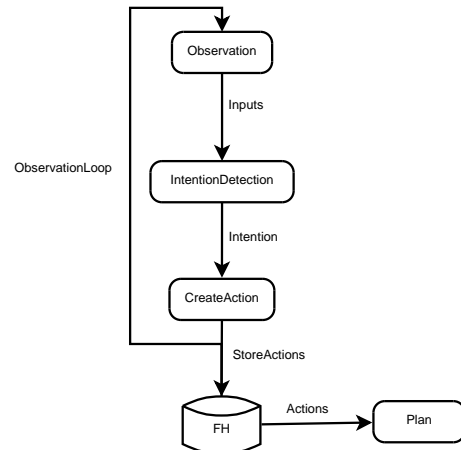 Observation
Inputs
ObservationLoop
IntentionDetection
Intention
CreateAction
StoreActions
Actions
FH
Plan